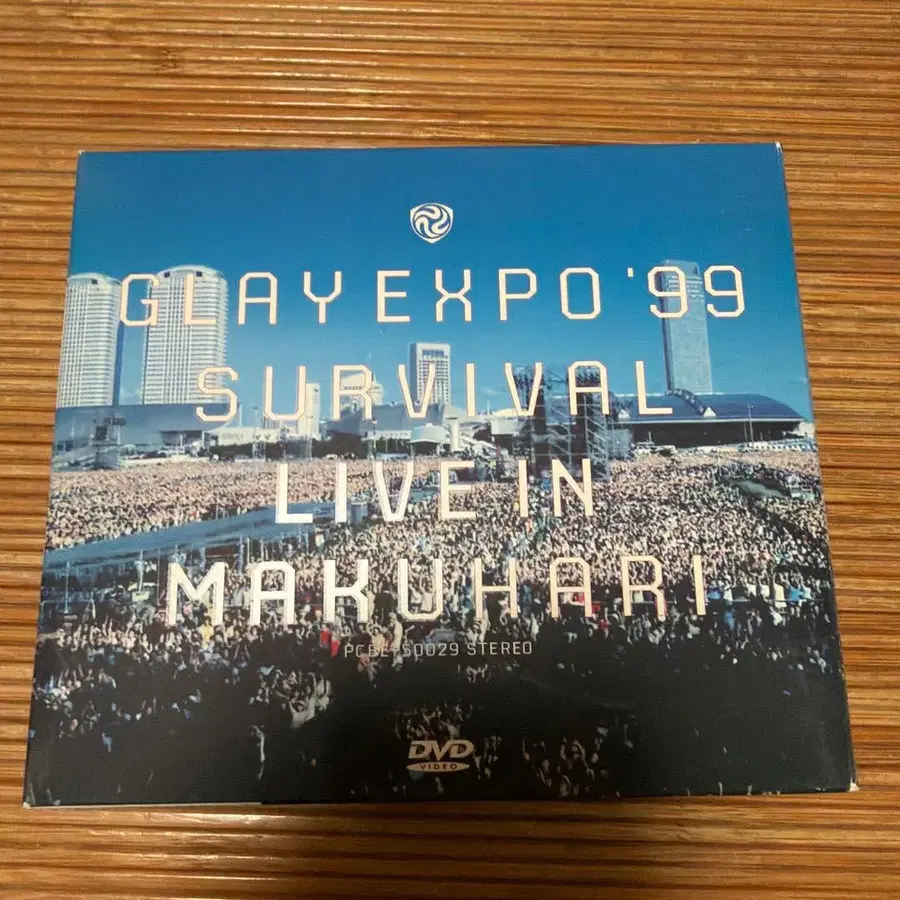 GLAY EXPO '99
SURVIVAL
LIVE IN
MAKUHARI
PCBE-50029 STEREO
DVD
VIDEO